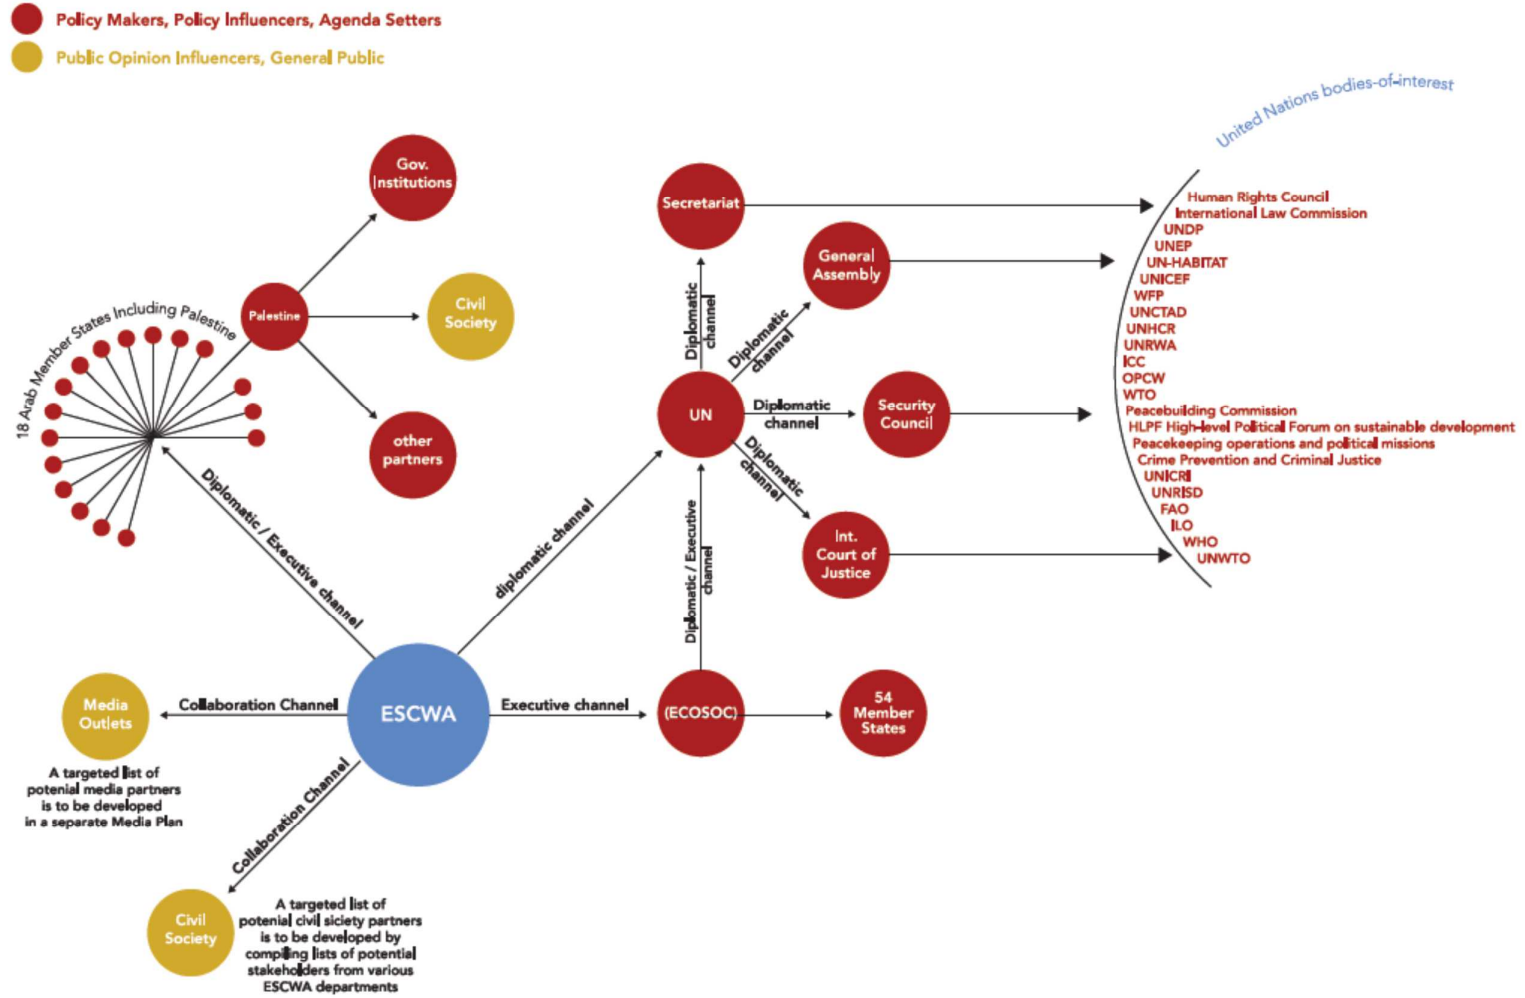 Policy Makers, Policy Influencers, Agenda Setters
Public Opinion Influencers, General Public
United Nations bodies-of-interest
Gov.
Institutions
Palestine
Civil
Society
other
partners
18 Arab Member States Including Palestine
Diplomatic / Executive channel
Secretariat
General
Assembly
Diplomatic
channel
Diplomatic
channel
UN
Diplomatic
channel
Security
Council
Diplomatic
channel
Int.
Court of
Justice
diplomatic channel
Diplomatic / Executive
channel
Human Rights Council
International Law Commission
UNDP
UNEP
UN-HABITAT
UNICEF
WFP
UNCTAD
UNHCR
UNRWA
ICC
OPCW
WTO
Peacebuilding Commission
HLPF High-level Political Forum on sustainable development
Peacekeeping operations and political missions
Crime Prevention and Criminal Justice
UNICRI
UNRISD
FAO
ILO
WHO
UNWTO
Media
Outlets
Collaboration Channel
ESCWA
Executive channel
(ECOSOC)
54
Member
States
A targeted list of
potenial media partners
is to be developed
in a separate Media Plan
Collaboration Channel
Civil
Society
A targeted list of
potenial civil siciety partners
is to be developed by
compiling lists of potential
stakeholders from various
ESCWA departments